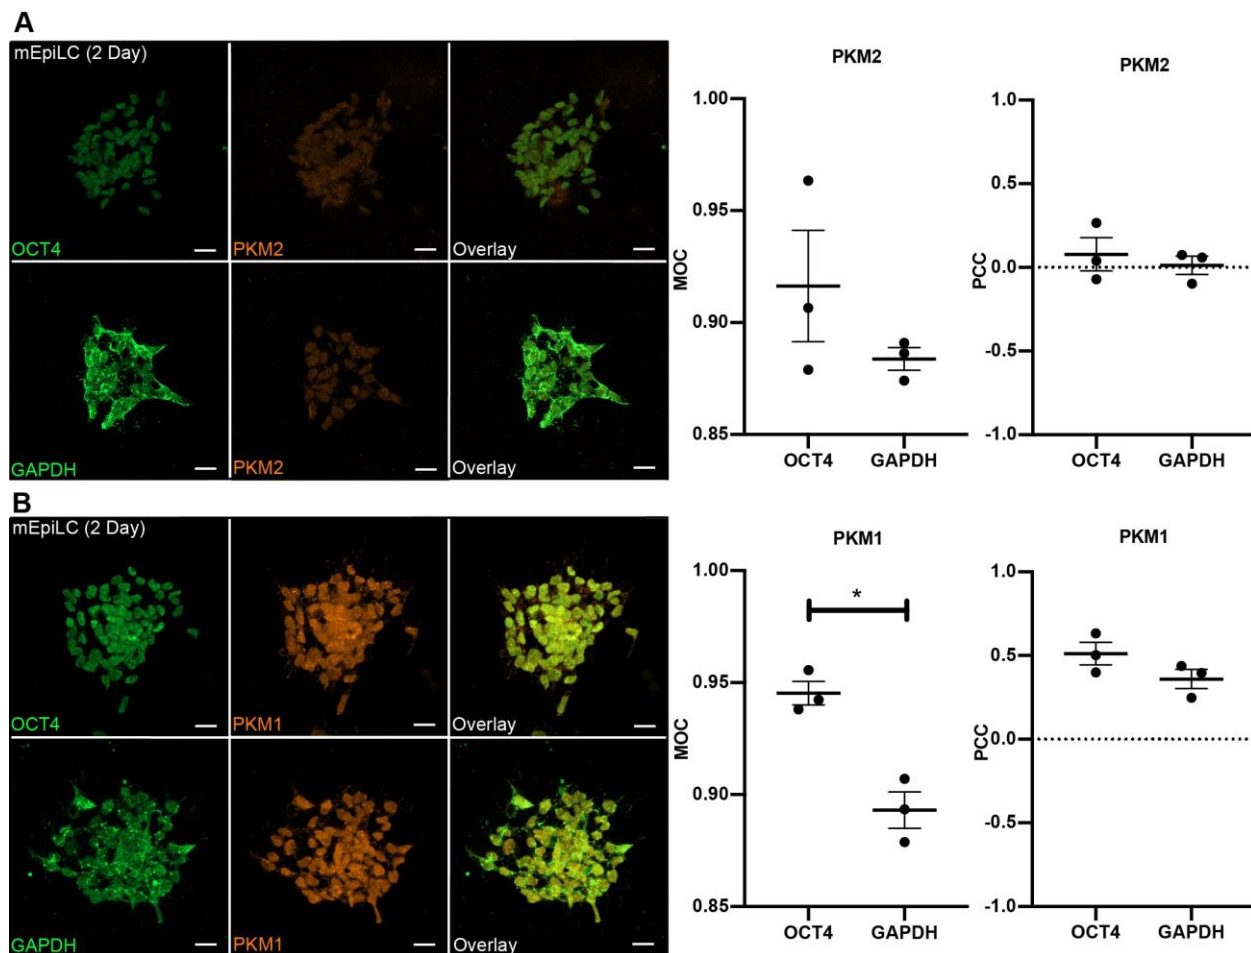 A
mEpiLC (2 Day)
OCT4
PKM2
Overlay
GAPDH
PKM2
Overlay
PKM2
1.00
0.95
0.90
0.85
MOC
OCT4
GAPDH
PKM2
1.0
0.5
0.0
-0.5
-1.0
PCC
OCT4
GAPDH
B
mEpiLC (2 Day)
OCT4
PKM1
Overlay
GAPDH
PKM1
Overlay
PKM1
1.00
0.95
0.90
0.85
MOC
*
OCT4
GAPDH
PKM1
1.0
0.5
0.0
-0.5
-1.0
PCC
OCT4
GAPDH